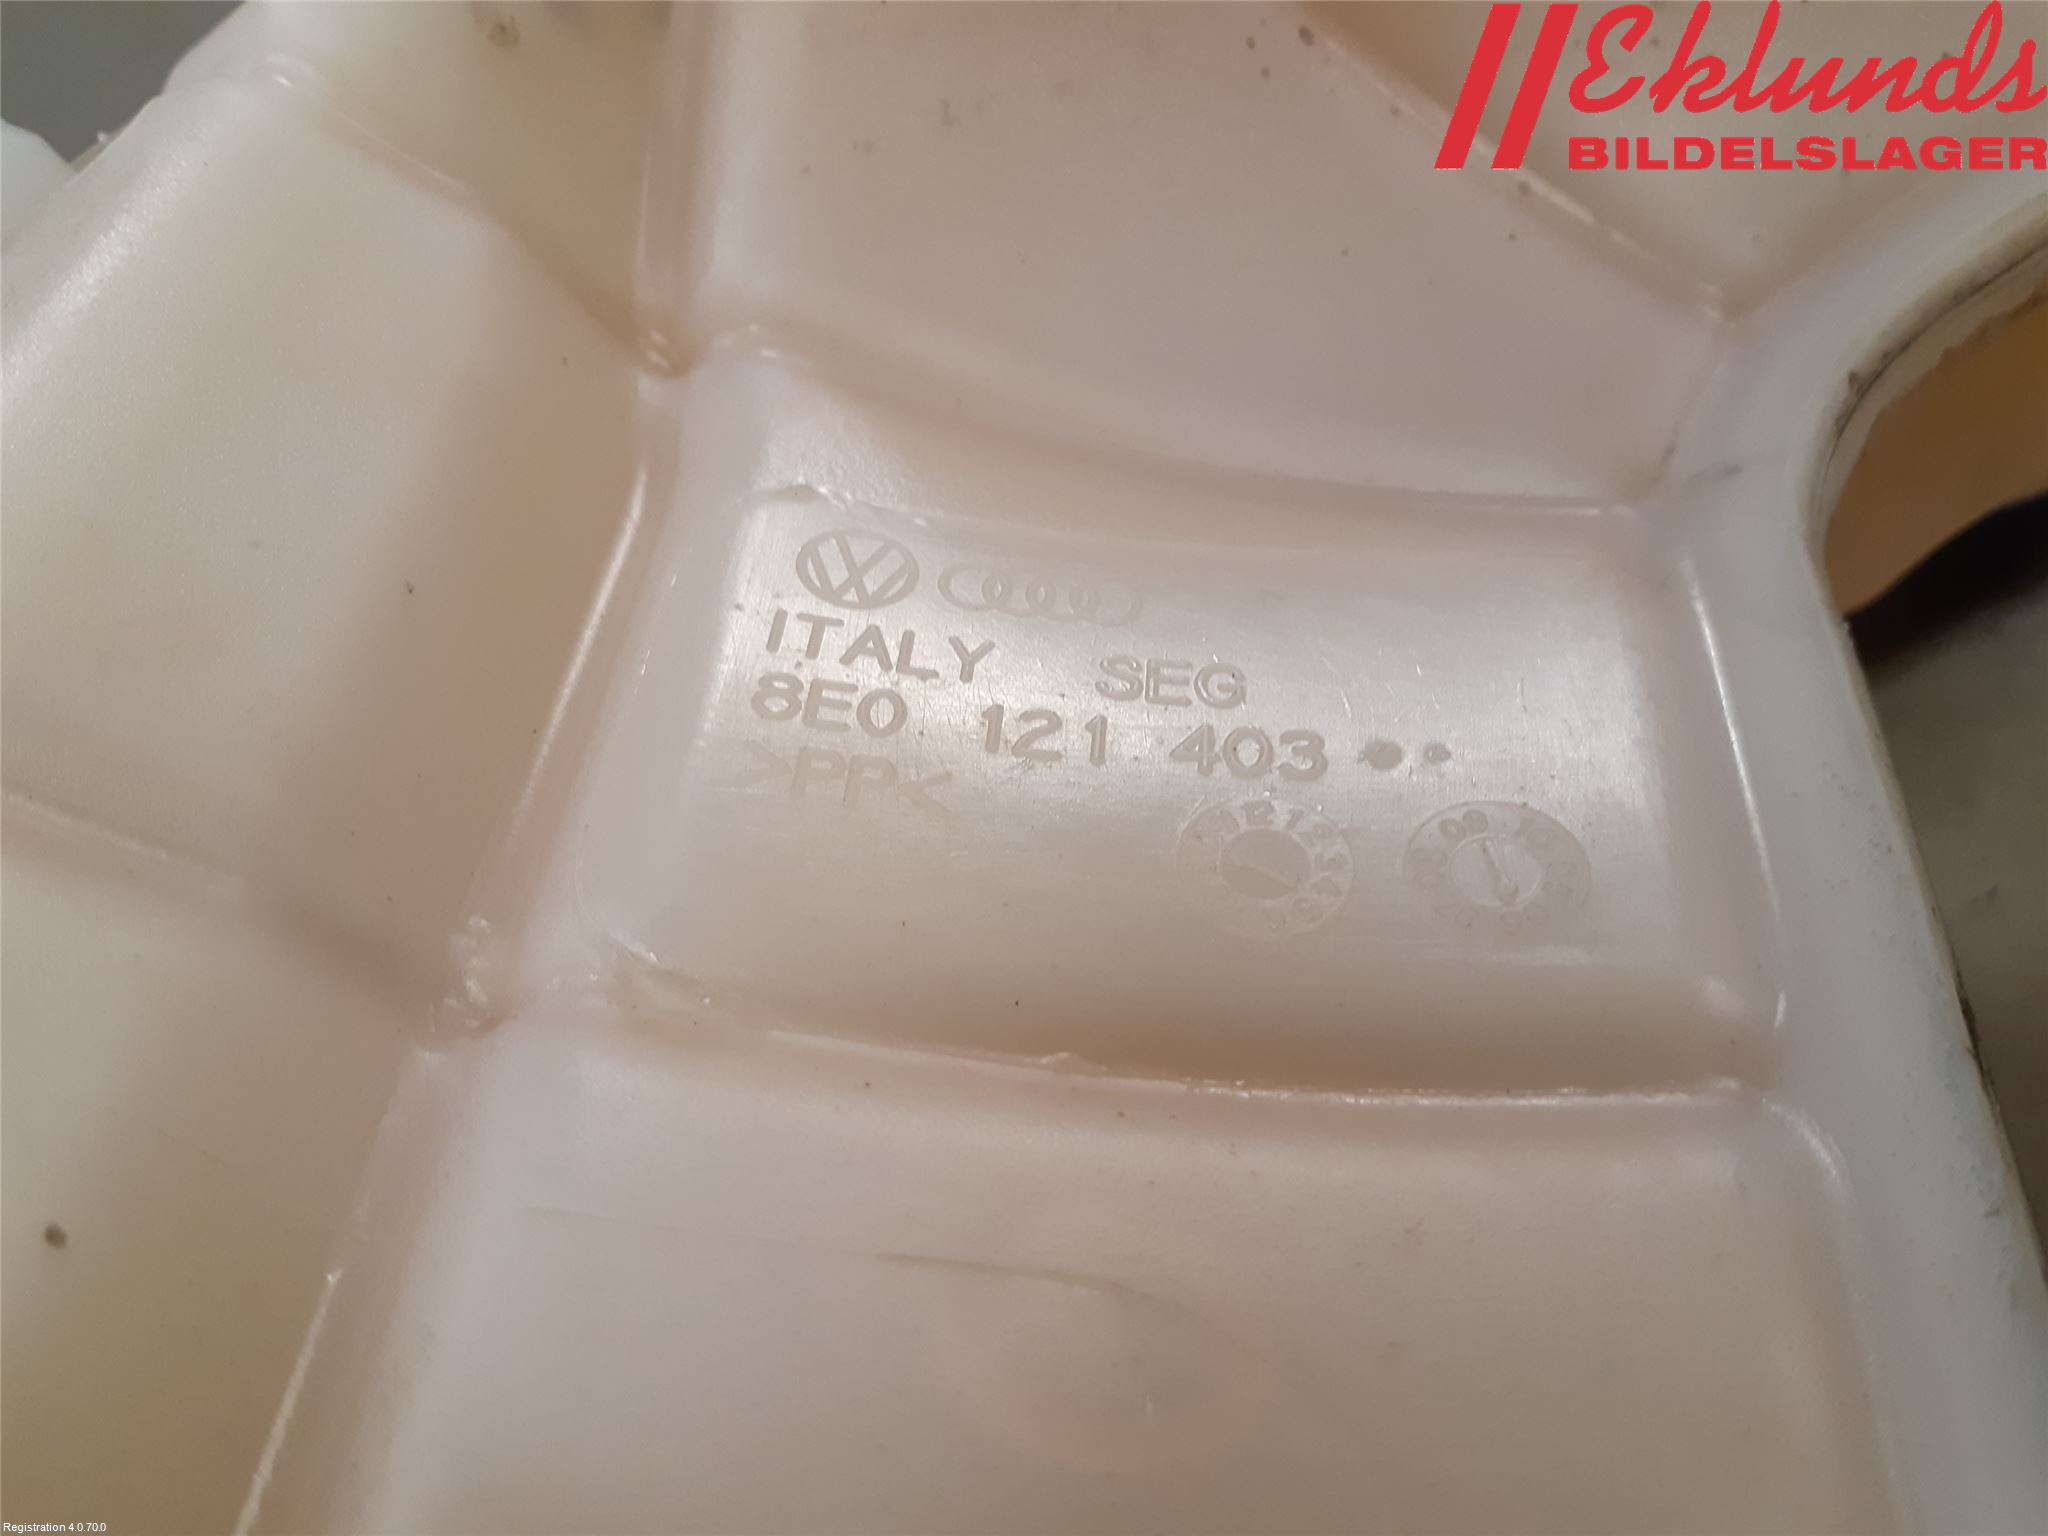 Eklunds
BILDELSLAGER
ITALY SEG
8E0 121 403 ••
>PP<
Registration 4.0.70.0